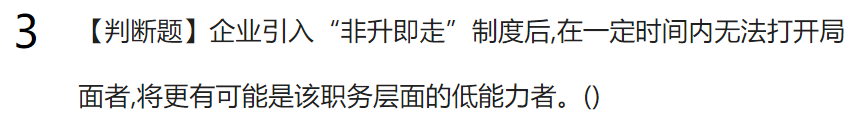 3 【判断题】企业引入“非升即走”制度后,在一定时间内无法打开局
面者,将更有可能是该职务层面的低能力者。()